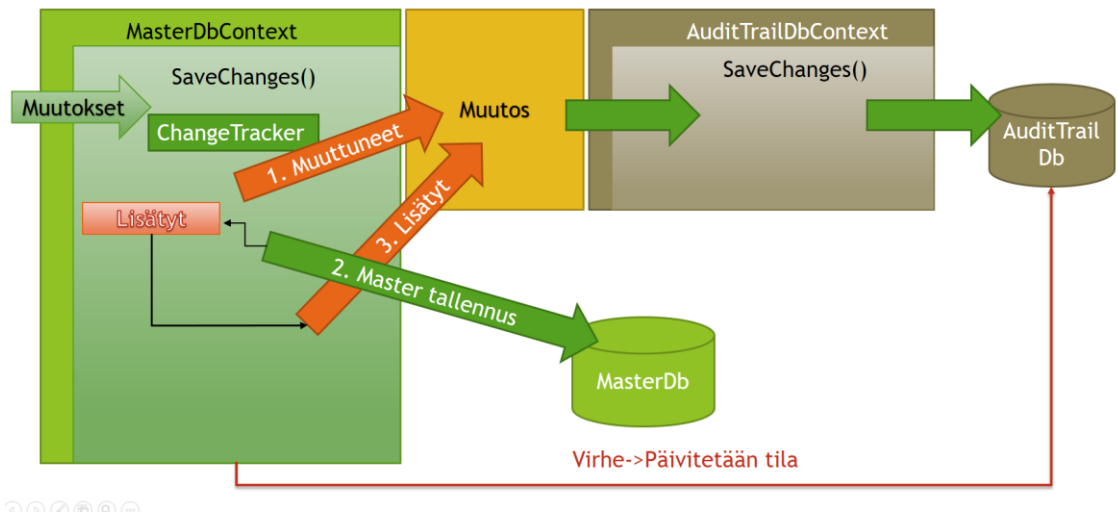 MasterDbContext
SaveChanges()
Muutokset
ChangeTracker
1. Muuttuneet
Lisätyt
3. Lisätyt
2. Master tallennus
Muutos
AuditTrailDbContext
SaveChanges()
AuditTrail
Db
MasterDb
Virhe->Päivitetään tila